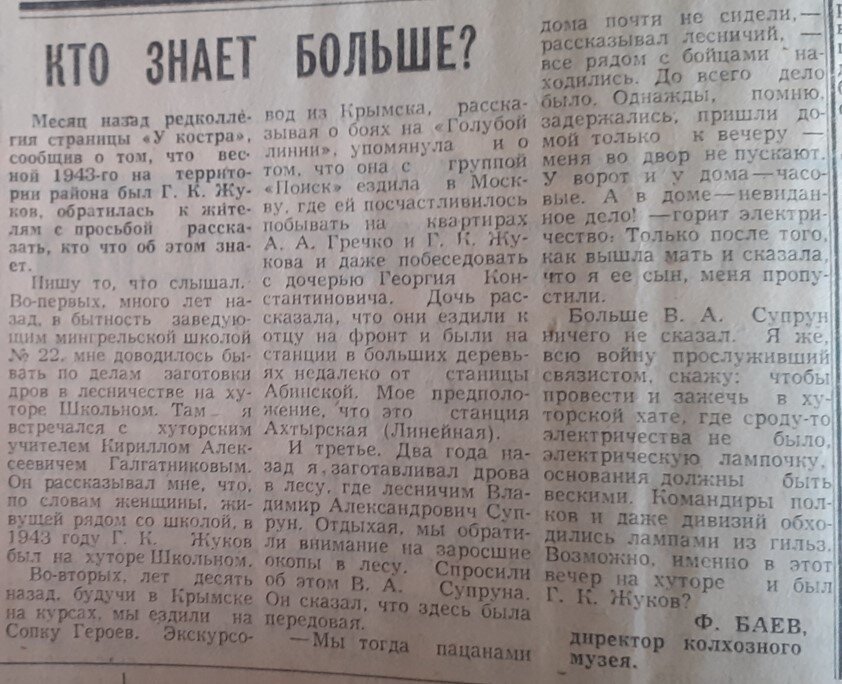 КТО ЗНАЕТ БОЛЬШЕ?
Месяц назад редколле-
гия страницы «У костра»,
сообщив о том, что вес-
ной 1943-го на террито-
рии района был Г. К. Жу-
ков, обратилась к жите-
лям с просьбой расска-
зать, кто что об этом зна-
ет.
Пишу то, что слышал.
Во-первых, много лет на-
зад, в бытность заведую-
щим мингрельской школой
№ 22, мне доводилось бы-
вать по делам заготовки
дров в лесничестве на ху-
торе Школьном. Там я
встречался с хуторским
учителем Кириллом Алек-
сеевичем Галгатниковым.
Он рассказывал мне, что,
по словам женщины, жи-
вущей рядом со школой, в
1943 году Г. К. Жуков
был на хуторе Школьном.
Во-вторых, лет десять
назад, будучи в Крымске
на курсах, мы ездили на
Сопку Героев. Экскурсо-
вод из Крымска, расска-
зывая о боях на «Голубой
линии», упомянула и о
том, что она с группой
«Поиск» ездила в Моск-
ву, где ей посчастливилось
побывать на квартирах
А. А. Гречко и Г. К. Жу-
кова и даже побеседовать
с дочерью Георгия Кон-
стантиновича. Дочь рас-
сказала, что они ездили к
отцу на фронт и были на
станции в больших деревь-
ях недалеко от станицы
Абинской. Мое предпо-
ложение, что это станция
Ахтырская (Линейная).
И третье. Два года на-
зад я заготавливал дрова
в лесу, где лесничим Вла-
димир Александрович Суп-
рун. Отдыхая, мы обрати-
ли внимание на заросшие
окопы в лесу. Спросили
об этом В. А. Супруна.
Он сказал, что здесь была
передовая.
—Мы тогда пацанами
дома почти не сидели,—
рассказывал лесничий, —
все рядом с бойцами на-
ходились. До всего дело
было. Однажды, помню,
задержались, пришли до-
мой только к вечеру —
меня во двор не пускают.
У ворот и у дома—часо-
вые. А в доме—невидан-
ное дело! —горит электри-
чество. Только после того,
как вышла мать и сказала,
что я ее сын, меня пропу-
стили.
Больше В. А. Супрун
ничего не сказал. Я же,
всю войну прослуживший
связистом, скажу: чтобы
провести и зажечь в ху-
торской хате, где сроду-то
электричества не было,
электрическую лампочку,
основания должны быть
вескими. Командиры пол-
ков и даже дивизий обхо-
дились лампами из гильз.
Возможно, именно в этот
вечер на хуторе и был
Г. К. Жуков?
Ф. БАЕВ,
директор колхозного
музея.